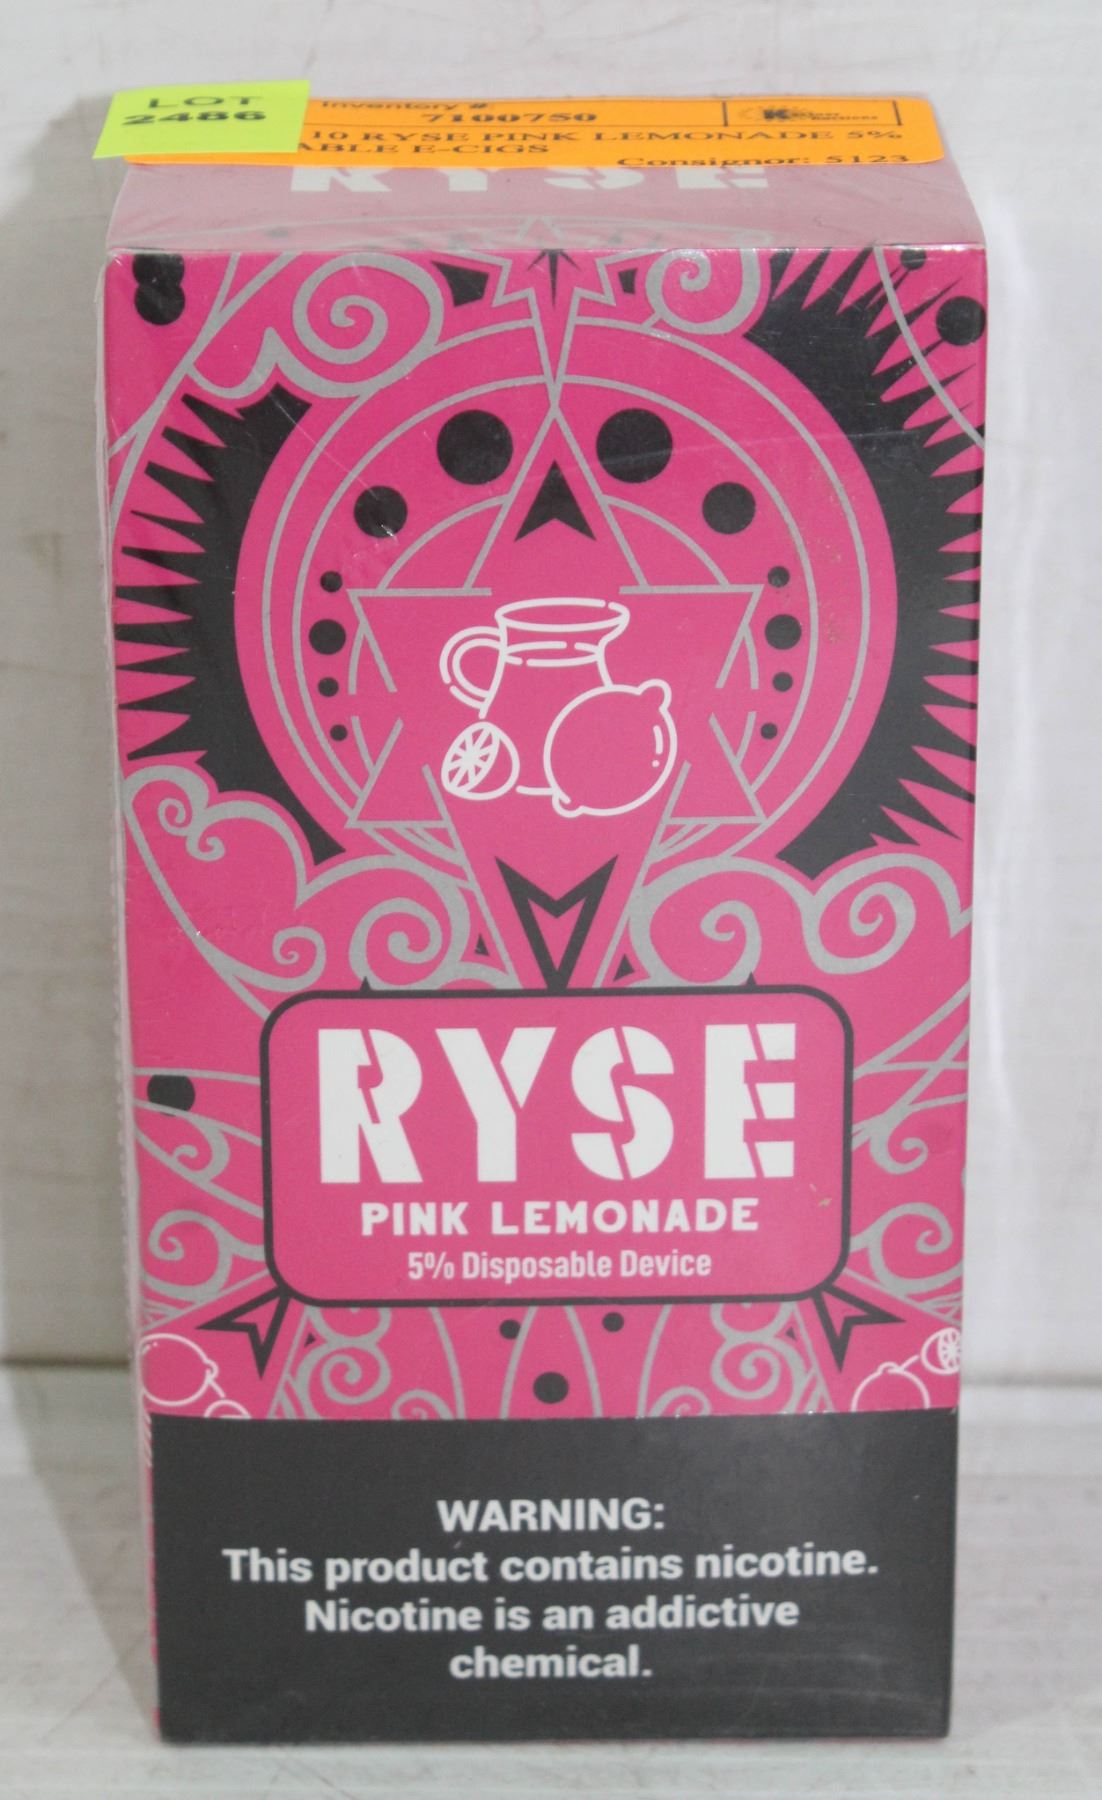 LOT
2486
Inventory #:
7100750
10 RYSE PINK LEMONADE 5%
ABLE E-CIGS
Consignor: 5123
RYSE
RYSE
PINK LEMONADE
5% Disposable Device
WARNING:
This product contains nicotine.
Nicotine is an addictive
chemical.